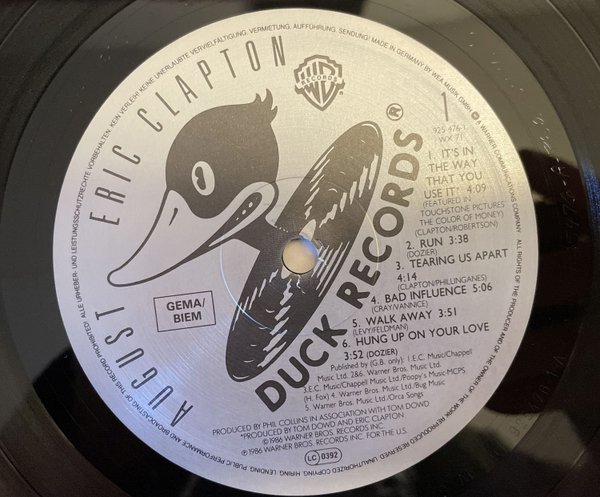 ALLE URHEBER- UND LEISTUNGSSCHUTZRECHTE VORBEHALTEN. KEIN VERLEIH! KEINE UNERLAUBTE VERVIELFÄLTIGUNG, VERMIETUNG, AUFFÜHRUNG, SENDUNG! MADE IN GERMANY BY WEA MUSIK GMBH
A WARNER COMMUNICATIONS COMPANY. ALL RIGHTS OF THE PRODUCER AND OF THE OWNER OF THE WORK REPRODUCED RESERVED. UNAUTHORIZED COPYING, HIRING, LENDING, PUBLIC PERFORMANCE AND BROADCASTING OF THIS RECORD PROHIBITED!
AUGUST ERIC CLAPTON
RECORDS
DUCK RECORDS®
GEMA/
BIEM
1
925 476-1
WX 71
1. IT'S IN
THE WAY
THAT YOU
USE IT* 4:09
(FEATURED IN
TOUCHSTONE PICTURES
THE COLOR OF MONEY)
(CLAPTON/ROBERTSON)
2. RUN 3:38
(DOZIER)
3. TEARING US APART
4:14
(CLAPTON/PHILLINGANES)
4. BAD INFLUENCE 5:06
(CRAY/VANNICE)
5. WALK AWAY 3:51
(LEVY/FELDMAN)
6. HUNG UP ON YOUR LOVE
3:52 (DOZIER)
Published by (G.B. only): 1. E.C. Music/Chappell
Music Ltd. 2&6. Warner Bros. Music Ltd.
3.E.C. Music/Chappell Music Ltd./Poopy's Music-MCPS
(H. Fox) 4. Warner Bros. Music Ltd./Bug Music
5. Warner Bros. Music Ltd./Orca Songs
PRODUCED BY PHIL COLLINS IN ASSOCIATION WITH TOM DOWD
*PRODUCED BY TOM DOWD AND ERIC CLAPTON
℗1986 WARNER BROS. RECORDS INC.
©1986 WARNER BROS. RECORDS INC. FOR THE U.S.
LC 0392